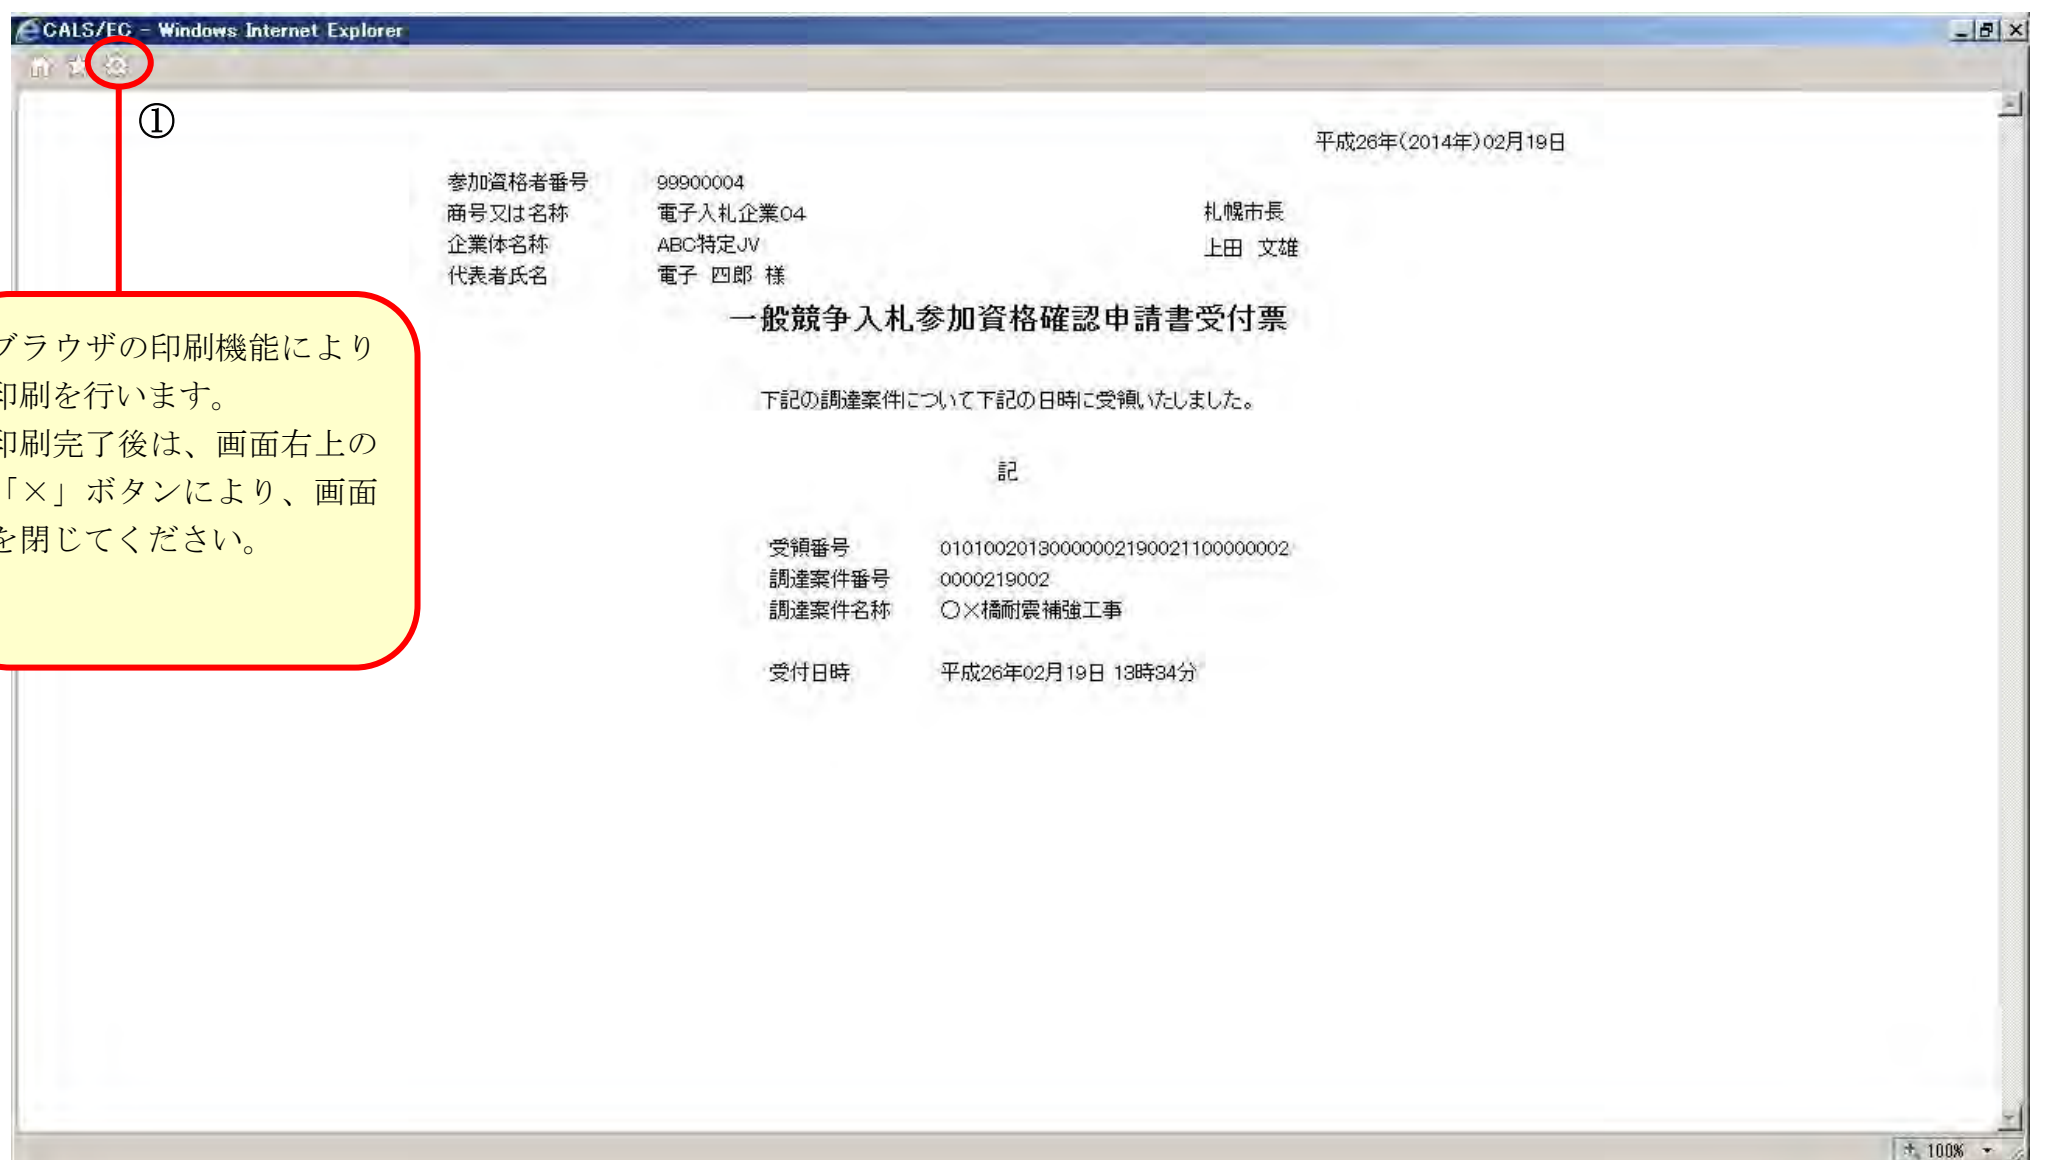 CALS/EC - Windows Internet Explorer
①
平成26年(2014年)02月19日
参加資格者番号 99900004
商号又は名称 電子入札企業04 札幌市長
企業体名称 ABC特定JV 上田 文雄
代表者氏名 電子 四郎 様
一般競争入札参加資格確認申請書受付票
ブラウザの印刷機能により
印刷を行います。
印刷完了後は、画面右上の
「×」ボタンにより、画面
を閉じてください。
下記の調達案件について下記の日時に受領いたしました。
記
受領番号 01010020130000002190021100000002
調達案件番号 0000219002
調達案件名称 〇×橋耐震補強工事
受付日時 平成26年02月19日 13時34分
100%